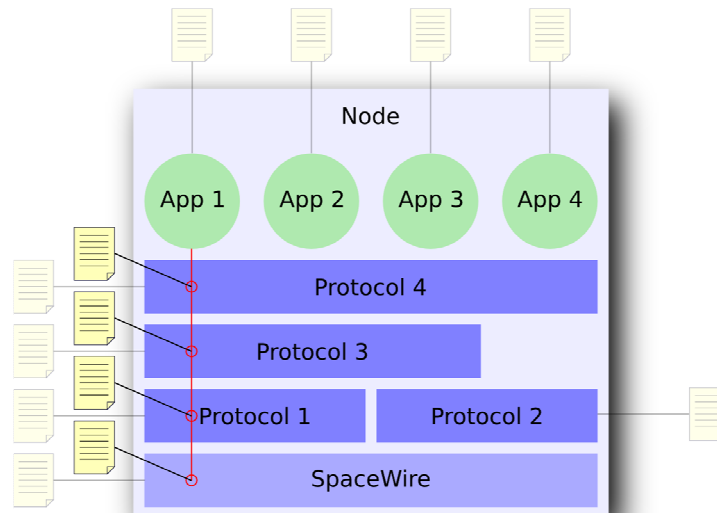 Node
App 1
App 2
App 3
App 4
Protocol 4
Protocol 3
Protocol 1
Protocol 2
SpaceWire